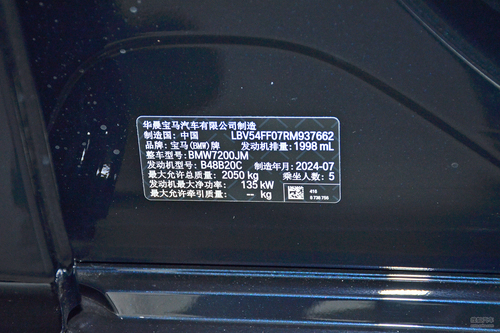 华晨宝马汽车有限公司制造
制造国：中国 LBV54FF07RM937662
品牌：宝马(BMW)牌 发动机排量：1998 mL
整车型号：BMW7200JM
发动机型号：B48B20C 制造年月：2024-07
最大允许总质量：2050 kg 乘坐人数：5
发动机最大净功率：135 kW
最大允许牵引质量：-- kg
416